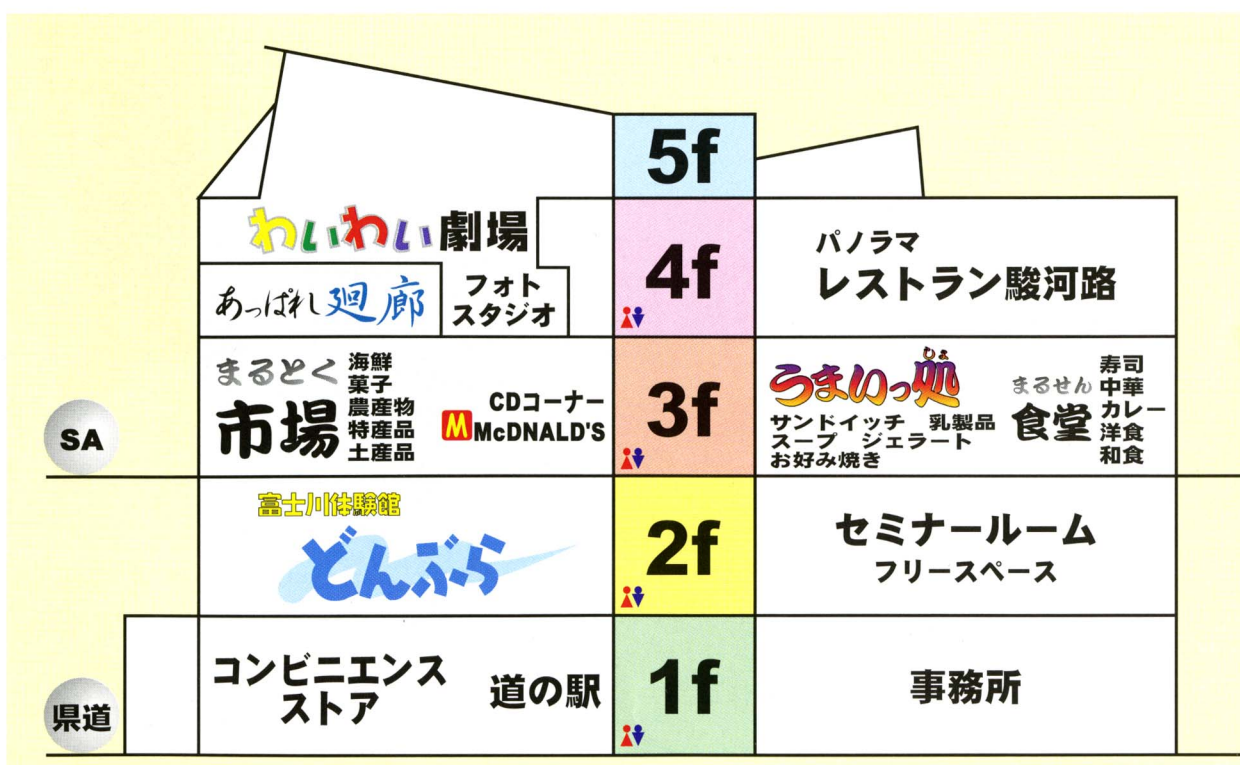 5f
わいわい劇場
あっぱれ廻廊
フォト
スタジオ
4f
パノラマ
レストラン駿河路
SA
まるとく
市場
海鮮
菓子
農産物
特産品
土産品
CDコーナー
M McDNALD'S
3f
うまいっ処
しょ
サンドイッチ 乳製品
スープ ジェラート
お好み焼き
まるせん
食堂
寿司
中華
カレー
洋食
和食
富士川体験館
どんぶら
2f
セミナールーム
フリースペース
県道
コンビニエンス
ストア
道の駅
1f
事務所